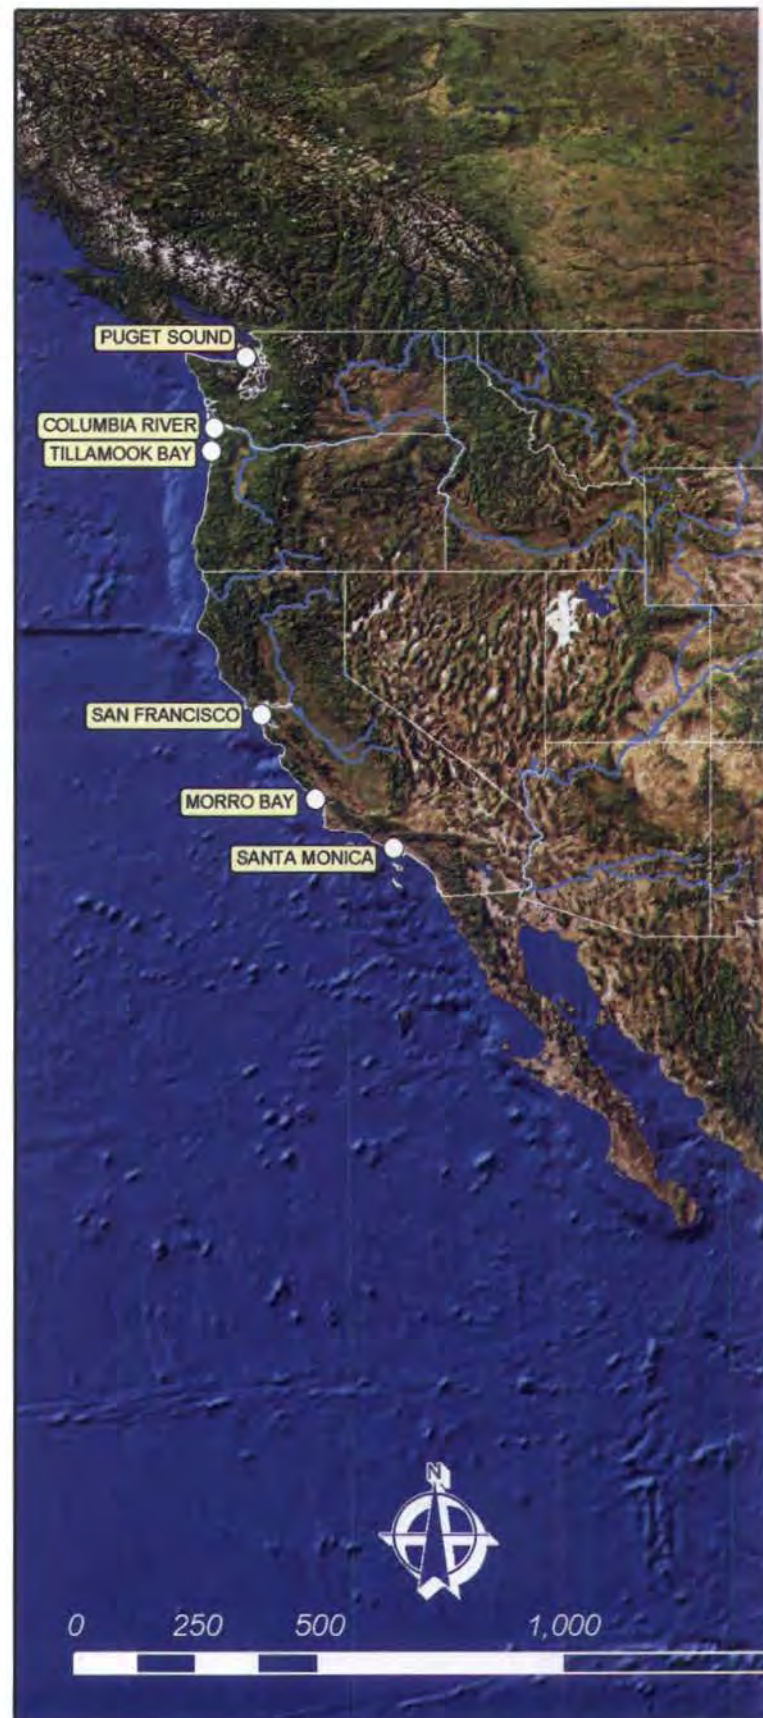 PUGET SOUND
COLUMBIA RIVER
TILLAMOOK BAY
SAN FRANCISCO
MORRO BAY
SANTA MONICA
N
0 250 500 1,000